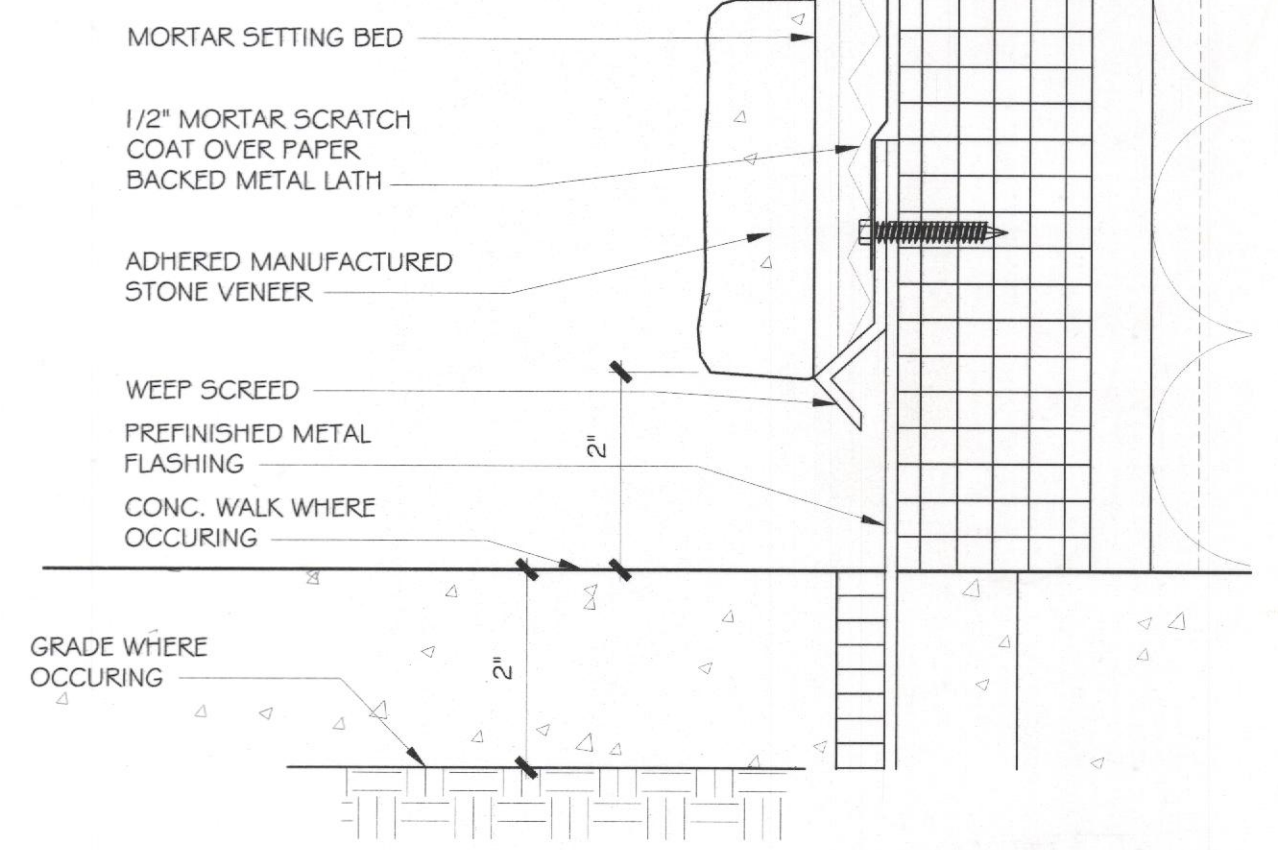 MORTAR SETTING BED
1/2" MORTAR SCRATCH
COAT OVER PAPER
BACKED METAL LATH
ADHERED MANUFACTURED
STONE VENEER
WEEP SCREED
2"
PREFINISHED METAL
FLASHING
CONC. WALK WHERE
OCCURING
GRADE WHERE
OCCURING
2"